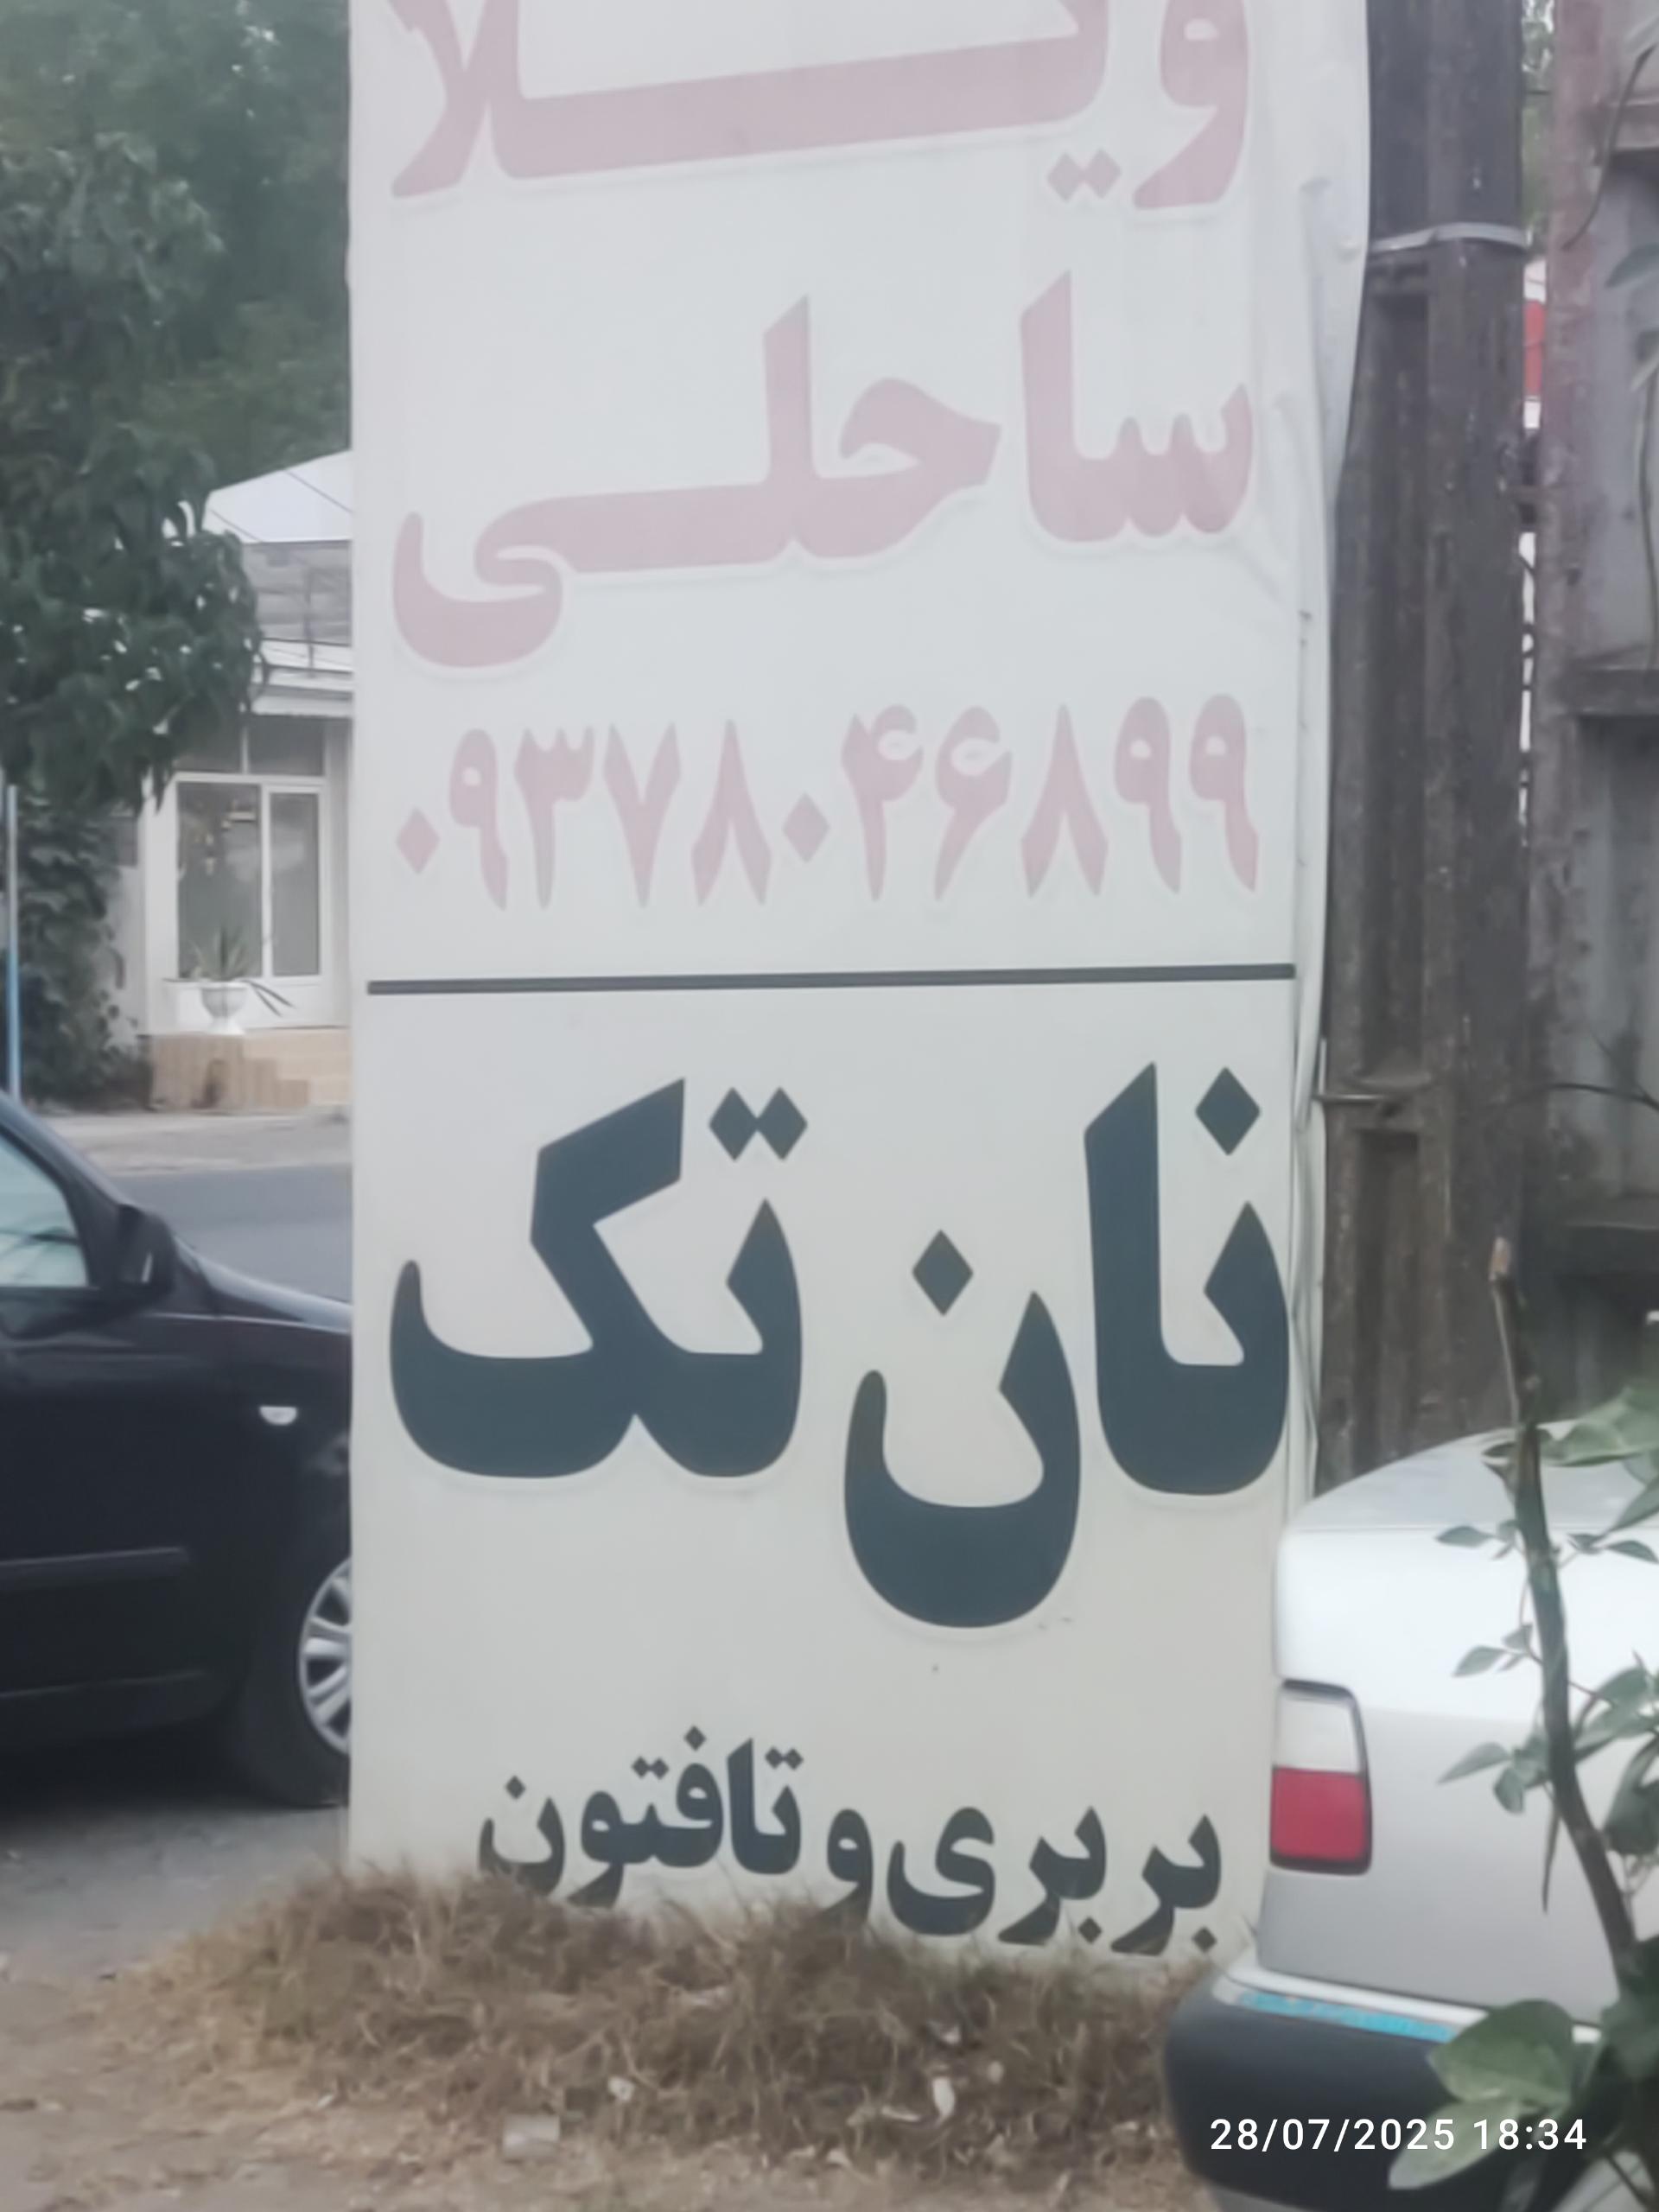 ویلا
ساحلی
۰۹۳۷۸۰۴۶۸۹۹
نان تک
بربری و تافتون
28/07/2025 18:34